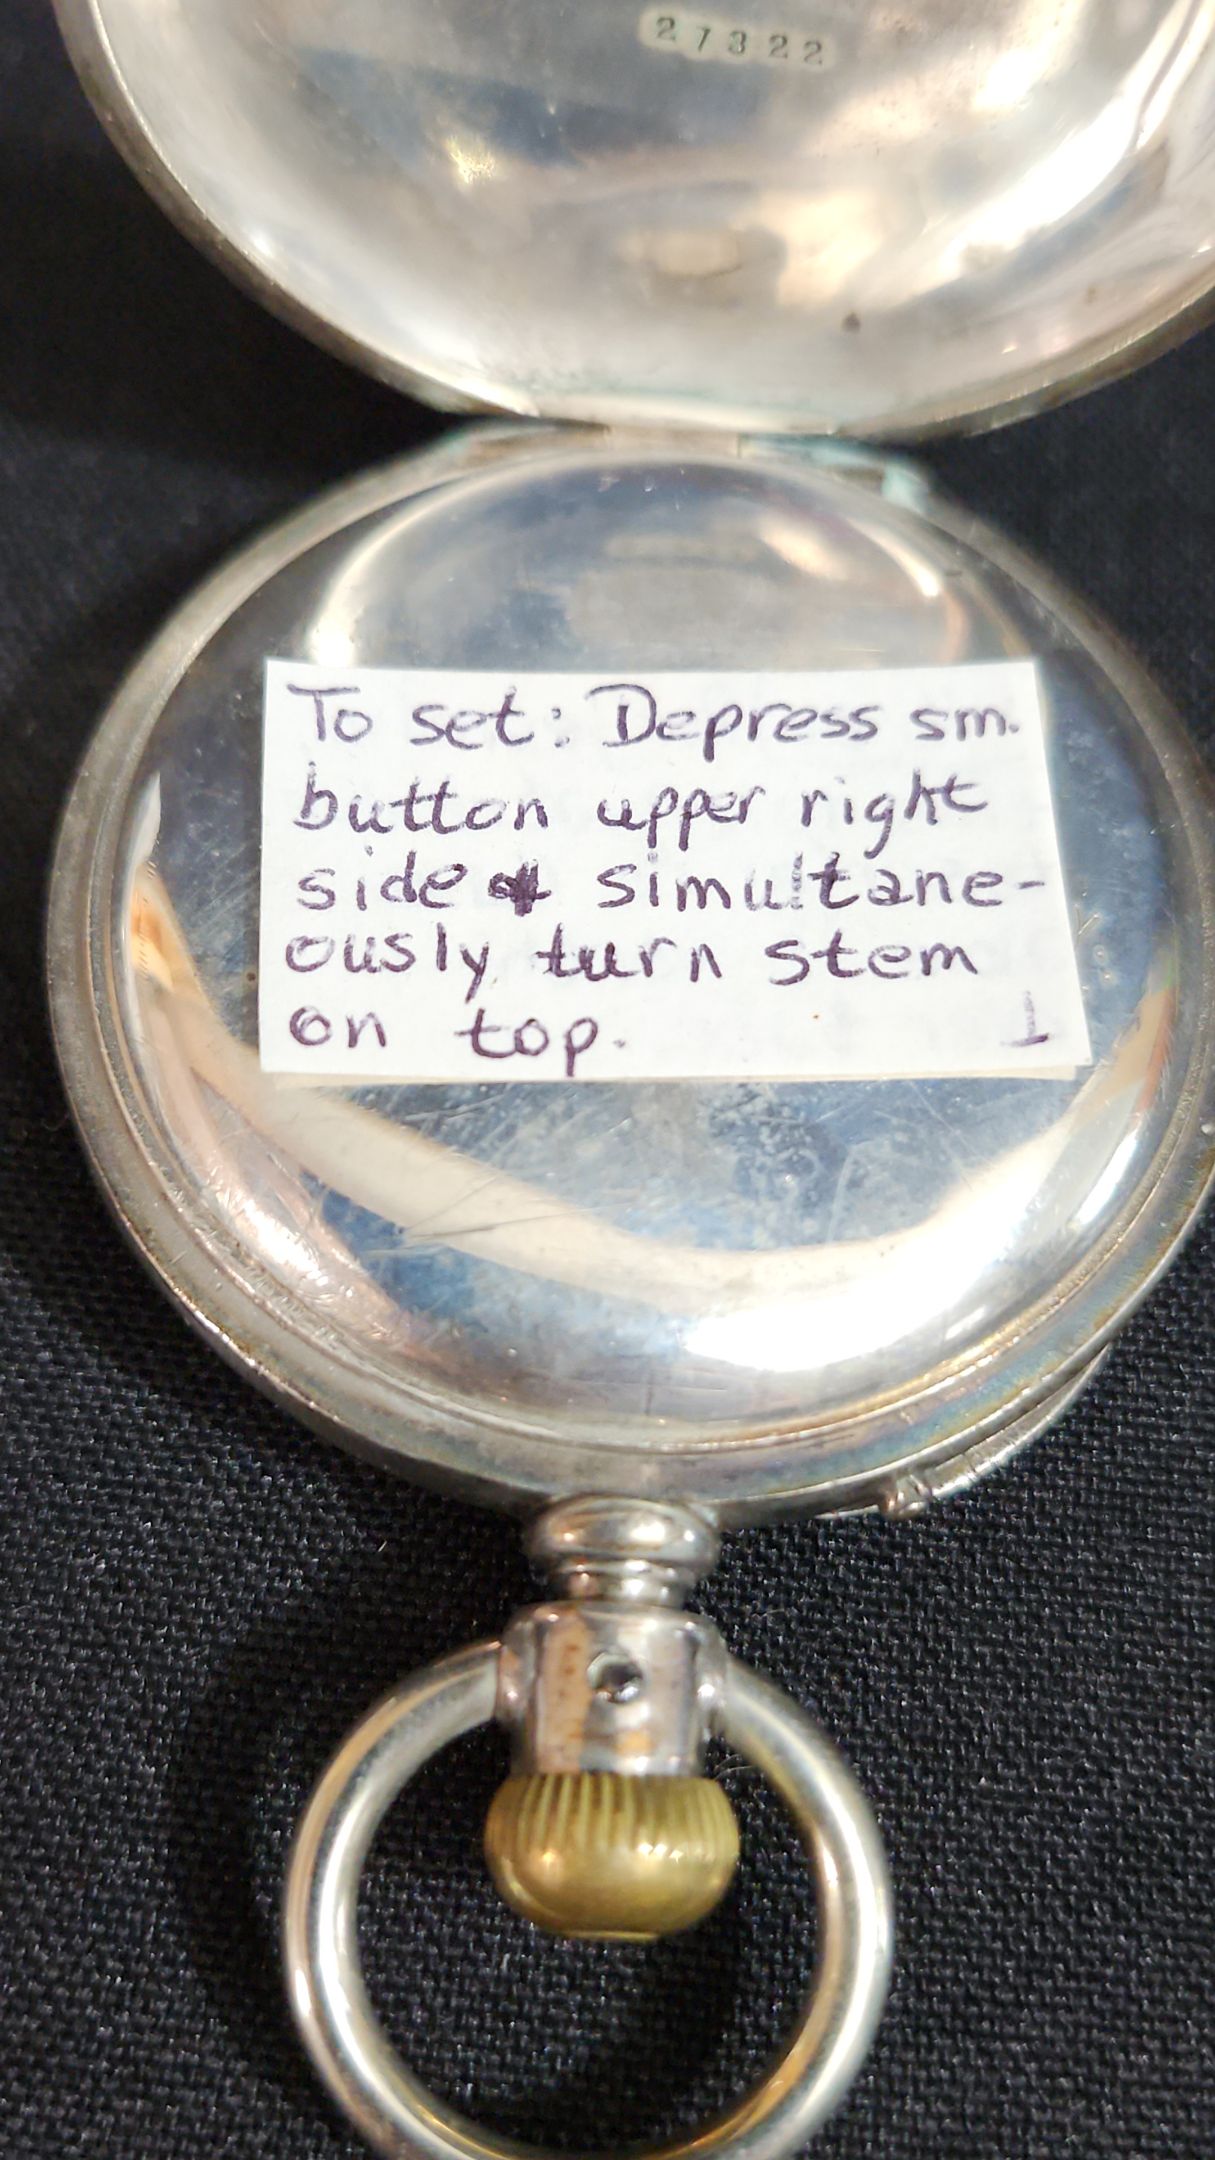 27322
To set: Depress sm.
button upper right
side & simultane-
ously turn stem
on top.